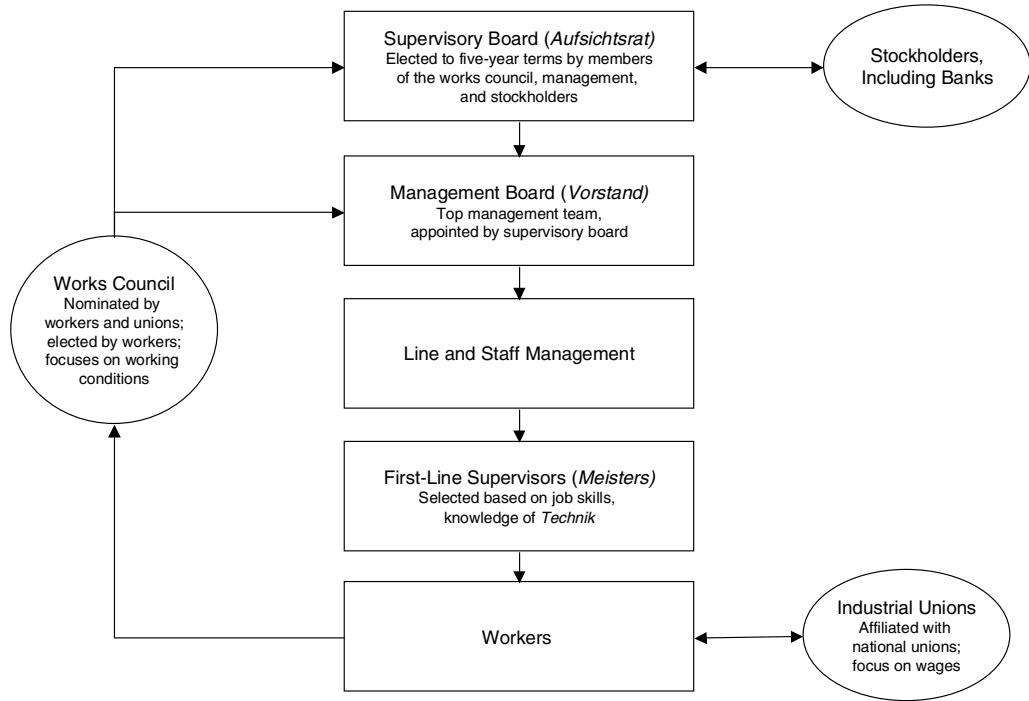 Supervisory Board (Aufsichtsrat)
Elected to five-year terms by members
of the works council, management,
and stockholders
Stockholders,
Including Banks
Management Board (Vorstand)
Top management team,
appointed by supervisory board
Works Council
Nominated by
workers and unions;
elected by workers;
focuses on working
conditions
Line and Staff Management
First-Line Supervisors (Meisters)
Selected based on job skills,
knowledge of Technik
Workers
Industrial Unions
Affiliated with
national unions;
focus on wages